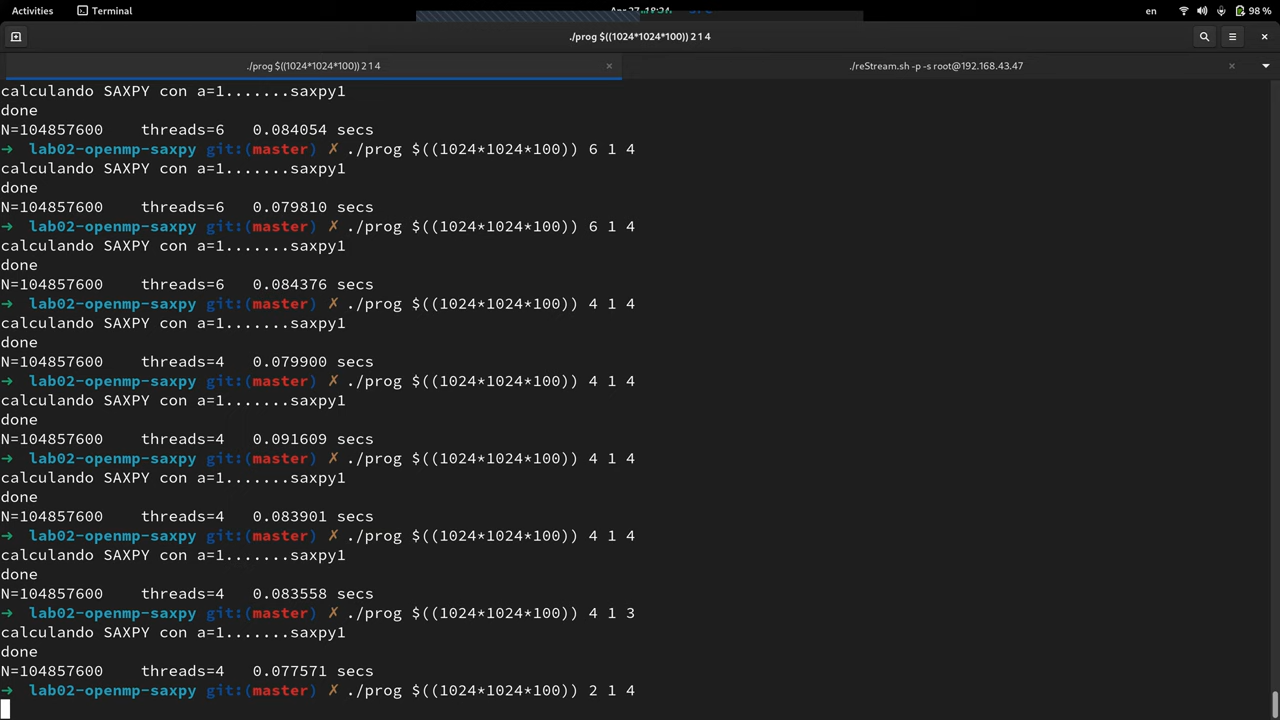 Activities
Terminal
en
98 %
./prog $((1024*1024*100)) 2 1 4
./prog $((1024*1024*100)) 2 1 4
./reStream.sh -p -s root@192.168.43.47
calculando SAXPY con a=1.......saxpy1
done
N=104857600 threads=6 0.084054 secs
→ lab02-openmp-saxpy git:(master) ✗ ./prog $((1024*1024*100)) 6 1 4
calculando SAXPY con a=1.......saxpy1
done
N=104857600 threads=6 0.079810 secs
→ lab02-openmp-saxpy git:(master) ✗ ./prog $((1024*1024*100)) 6 1 4
calculando SAXPY con a=1.......saxpy1
done
N=104857600 threads=6 0.084376 secs
→ lab02-openmp-saxpy git:(master) ✗ ./prog $((1024*1024*100)) 4 1 4
calculando SAXPY con a=1.......saxpy1
done
N=104857600 threads=4 0.079900 secs
→ lab02-openmp-saxpy git:(master) ✗ ./prog $((1024*1024*100)) 4 1 4
calculando SAXPY con a=1.......saxpy1
done
N=104857600 threads=4 0.091609 secs
→ lab02-openmp-saxpy git:(master) ✗ ./prog $((1024*1024*100)) 4 1 4
calculando SAXPY con a=1.......saxpy1
done
N=104857600 threads=4 0.083901 secs
→ lab02-openmp-saxpy git:(master) ✗ ./prog $((1024*1024*100)) 4 1 4
calculando SAXPY con a=1.......saxpy1
done
N=104857600 threads=4 0.083558 secs
→ lab02-openmp-saxpy git:(master) ✗ ./prog $((1024*1024*100)) 4 1 3
calculando SAXPY con a=1.......saxpy1
done
N=104857600 threads=4 0.077571 secs
→ lab02-openmp-saxpy git:(master) ✗ ./prog $((1024*1024*100)) 2 1 4